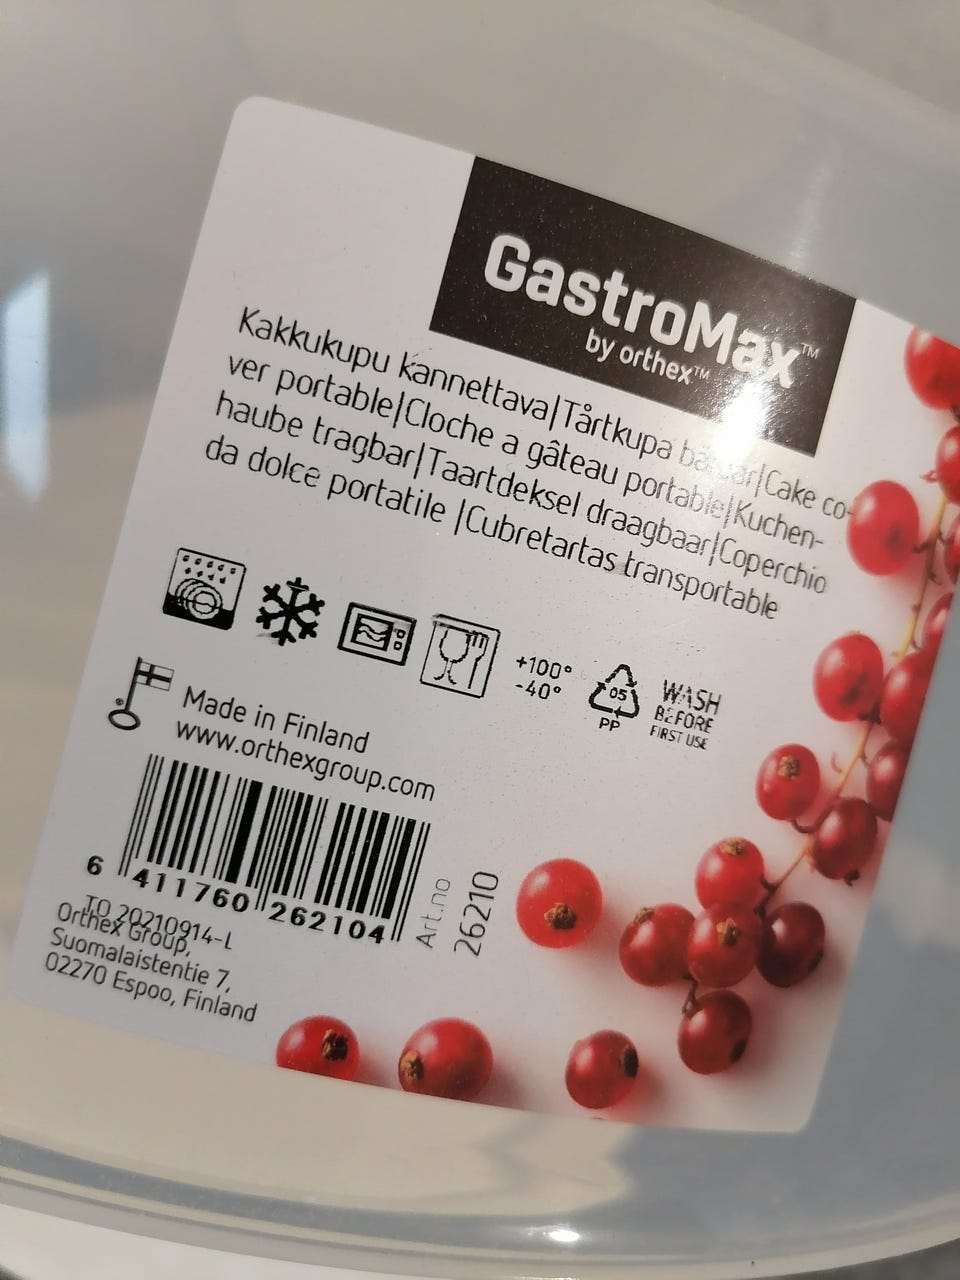 GastroMax™
by orthex™
Kakkukupu kannettava|Tårtkupa bärbar|Cake co-
ver portable|Cloche a gâteau portable|Kuchen-
haube tragbar|Taartdeksel draagbaar|Coperchio
da dolce portatile |Cubretartas transportable
+100°
-40°
05
PP
WASH
BEFORE
FIRST USE
Made in Finland
www.orthexgroup.com
6 411760 262104
Art.no
26210
TO 20210914-L
Orthex Group,
Suomalaistentie 7,
02270 Espoo, Finland